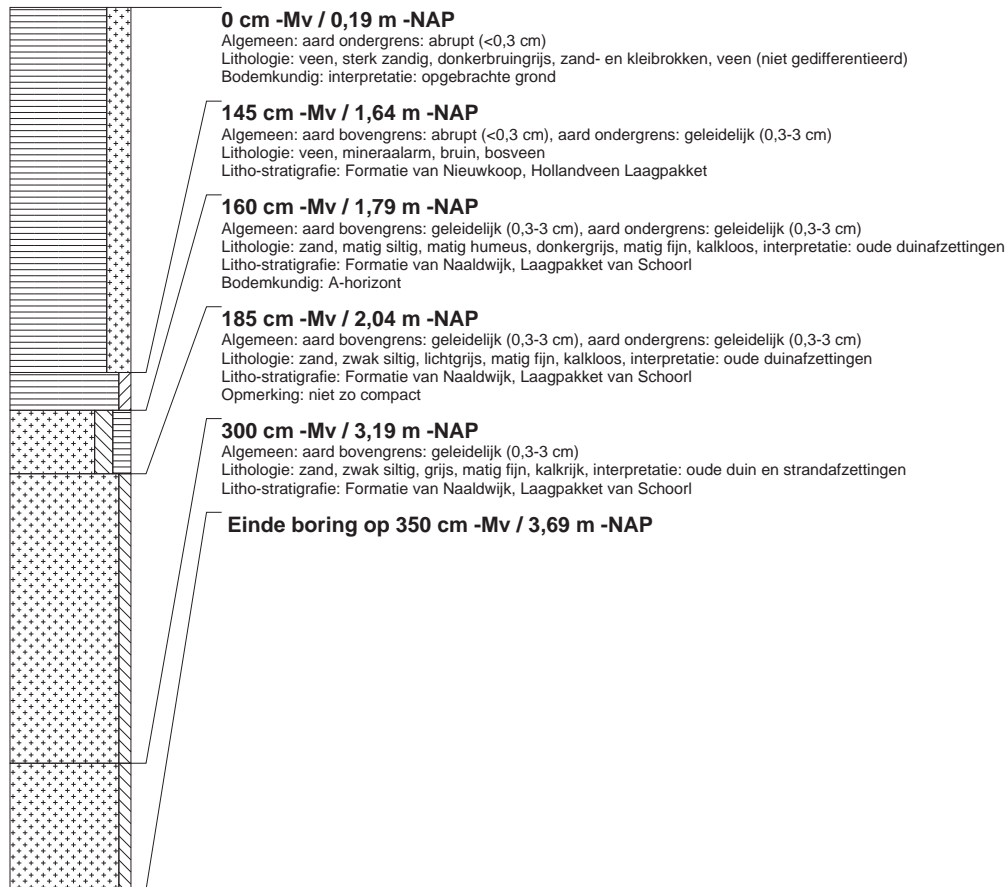 0 cm -Mv / 0,19 m -NAP
Algemeen: aard ondergrens: abrupt (<0,3 cm)
Lithologie: veen, sterk zandig, donkerbruingrijs, zand- en kleibrokken, veen (niet gedifferentieerd)
Bodemkundig: interpretatie: opgebrachte grond
145 cm -Mv / 1,64 m -NAP
Algemeen: aard bovengrens: abrupt (<0,3 cm), aard ondergrens: geleidelijk (0,3-3 cm)
Lithologie: veen, mineraalarm, bruin, bosveen
Litho-stratigrafie: Formatie van Nieuwkoop, Hollandveen Laagpakket
160 cm -Mv / 1,79 m -NAP
Algemeen: aard bovengrens: geleidelijk (0,3-3 cm), aard ondergrens: geleidelijk (0,3-3 cm)
Lithologie: zand, matig siltig, matig humeus, donkergrijs, matig fijn, kalkloos, interpretatie: oude duinafzettingen
Litho-stratigrafie: Formatie van Naaldwijk, Laagpakket van Schoorl
Bodemkundig: A-horizont
185 cm -Mv / 2,04 m -NAP
Algemeen: aard bovengrens: geleidelijk (0,3-3 cm), aard ondergrens: geleidelijk (0,3-3 cm)
Lithologie: zand, zwak siltig, lichtgrijs, matig fijn, kalkloos, interpretatie: oude duinafzettingen
Litho-stratigrafie: Formatie van Naaldwijk, Laagpakket van Schoorl
Opmerking: niet zo compact
300 cm -Mv / 3,19 m -NAP
Algemeen: aard bovengrens: geleidelijk (0,3-3 cm)
Lithologie: zand, zwak siltig, grijs, matig fijn, kalkrijk, interpretatie: oude duin en strandafzettingen
Litho-stratigrafie: Formatie van Naaldwijk, Laagpakket van Schoorl
Einde boring op 350 cm -Mv / 3,69 m -NAP